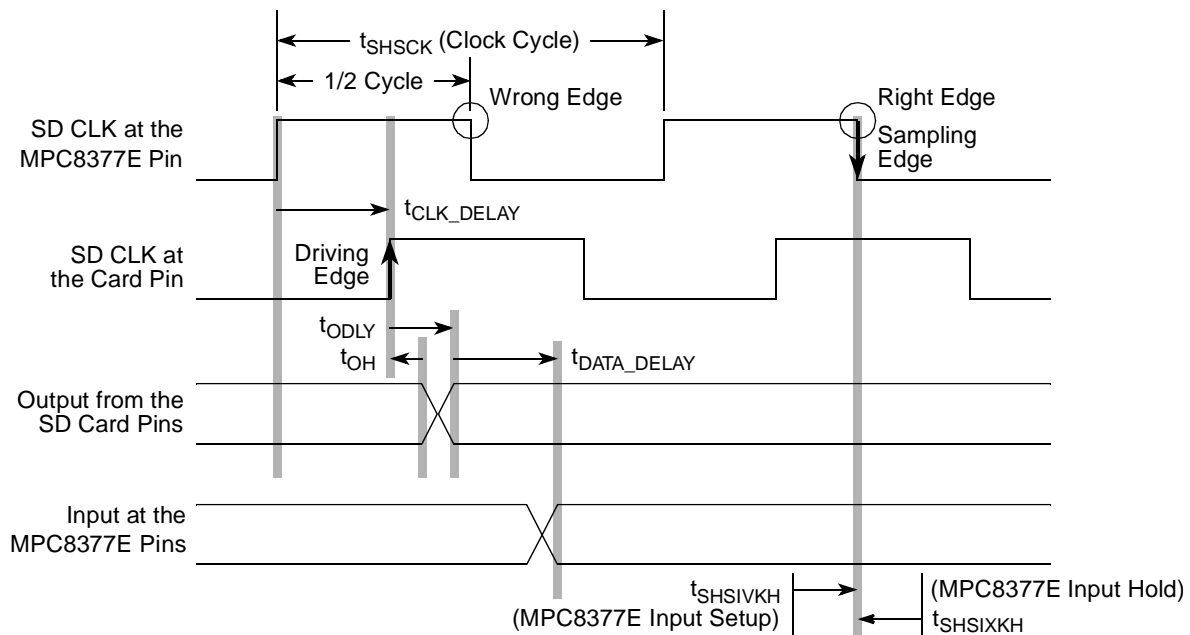 tSHSCK (Clock Cycle)
1/2 Cycle
Wrong Edge
Right Edge
SD CLK at the
MPC8377E Pin
Sampling
Edge
tCLK_DELAY
SD CLK at
the Card Pin
Driving
Edge
tODLY
tOH
tDATA_DELAY
Output from the
SD Card Pins
Input at the
MPC8377E Pins
tSHSIVKH
(MPC8377E Input Setup)
(MPC8377E Input Hold)
tSHSIXKH